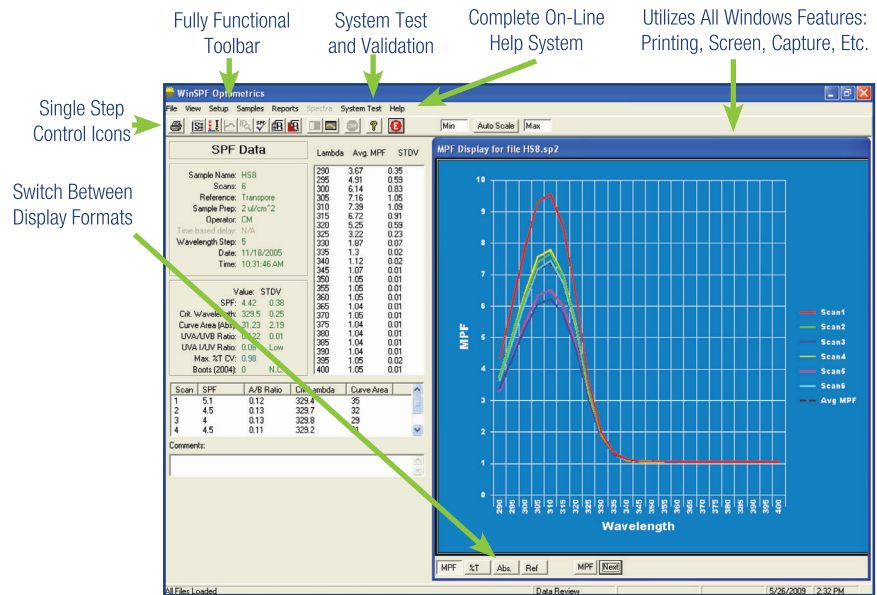 Fully Functional
Toolbar
System Test
and Validation
Complete On-Line
Help System
Utilizes All Windows Features:
Printing, Screen, Capture, Etc.
Single Step
Control Icons
Switch Between
Display Formats
WinSPF Optometrics
File View Setup Samples Reports Spectra System Test Help
Min Auto Scale Max
SPF Data
Sample Name: HS8
Scans: 6
Reference: Transpore
Sample Prep: 2 ul/cm^2
Operator: CM
Time-based delay: N/A
Wavelength Step: 5
Date: 11/18/2005
Time: 10:31:46 AM
Value: STDV
SPF: 4.42 0.38
Crit. Wavelength: 329.5 0.25
Curve Area (Abs): 31.23 2.19
UVA/UVB Ratio: 0.01
UVA I/UV Ratio: Low
Max. %T CV: 0.98
Boots (2004): 0
Lambda Avg. MPF STDV
290 3.67 0.35
295 4.91 0.59
300 6.14 0.83
305 7.16 1.05
310 7.39 1.09
315 6.72 0.91
320 5.25 0.59
325 3.22 0.23
330 1.87 0.07
335 1.3 0.02
340 1.12 0.02
345 1.07 0.01
350 1.05 0.01
355 1.05 0.01
360 1.05 0.01
365 1.04 0.01
370 1.05 0.01
375 1.04 0.01
380 1.04 0.01
385 1.04 0.01
390 1.04 0.01
395 1.05 0.02
400 1.05 0.01
Scan SPF A/B Ratio Curve Area
1 5.1 0.12 329.4 35
2 4.5 0.13 329.7 32
3 4 0.13 329.8 29
4 4.5 0.11 329.2
Comments:
MPF Display for file HS8.sp2
MPF
10
9
8
7
6
5
4
3
2
1
0
290 295 300 305 310 315 320 325 330 335 340 345 350 355 360 365 370 375 380 385 390 395 400
Wavelength
Scan1
Scan2
Scan3
Scan4
Scan5
Scan6
Avg MPF
MPF %T Abs. Ref MPF Next
All Files Loaded Data Review 5/26/2009 2:32 PM